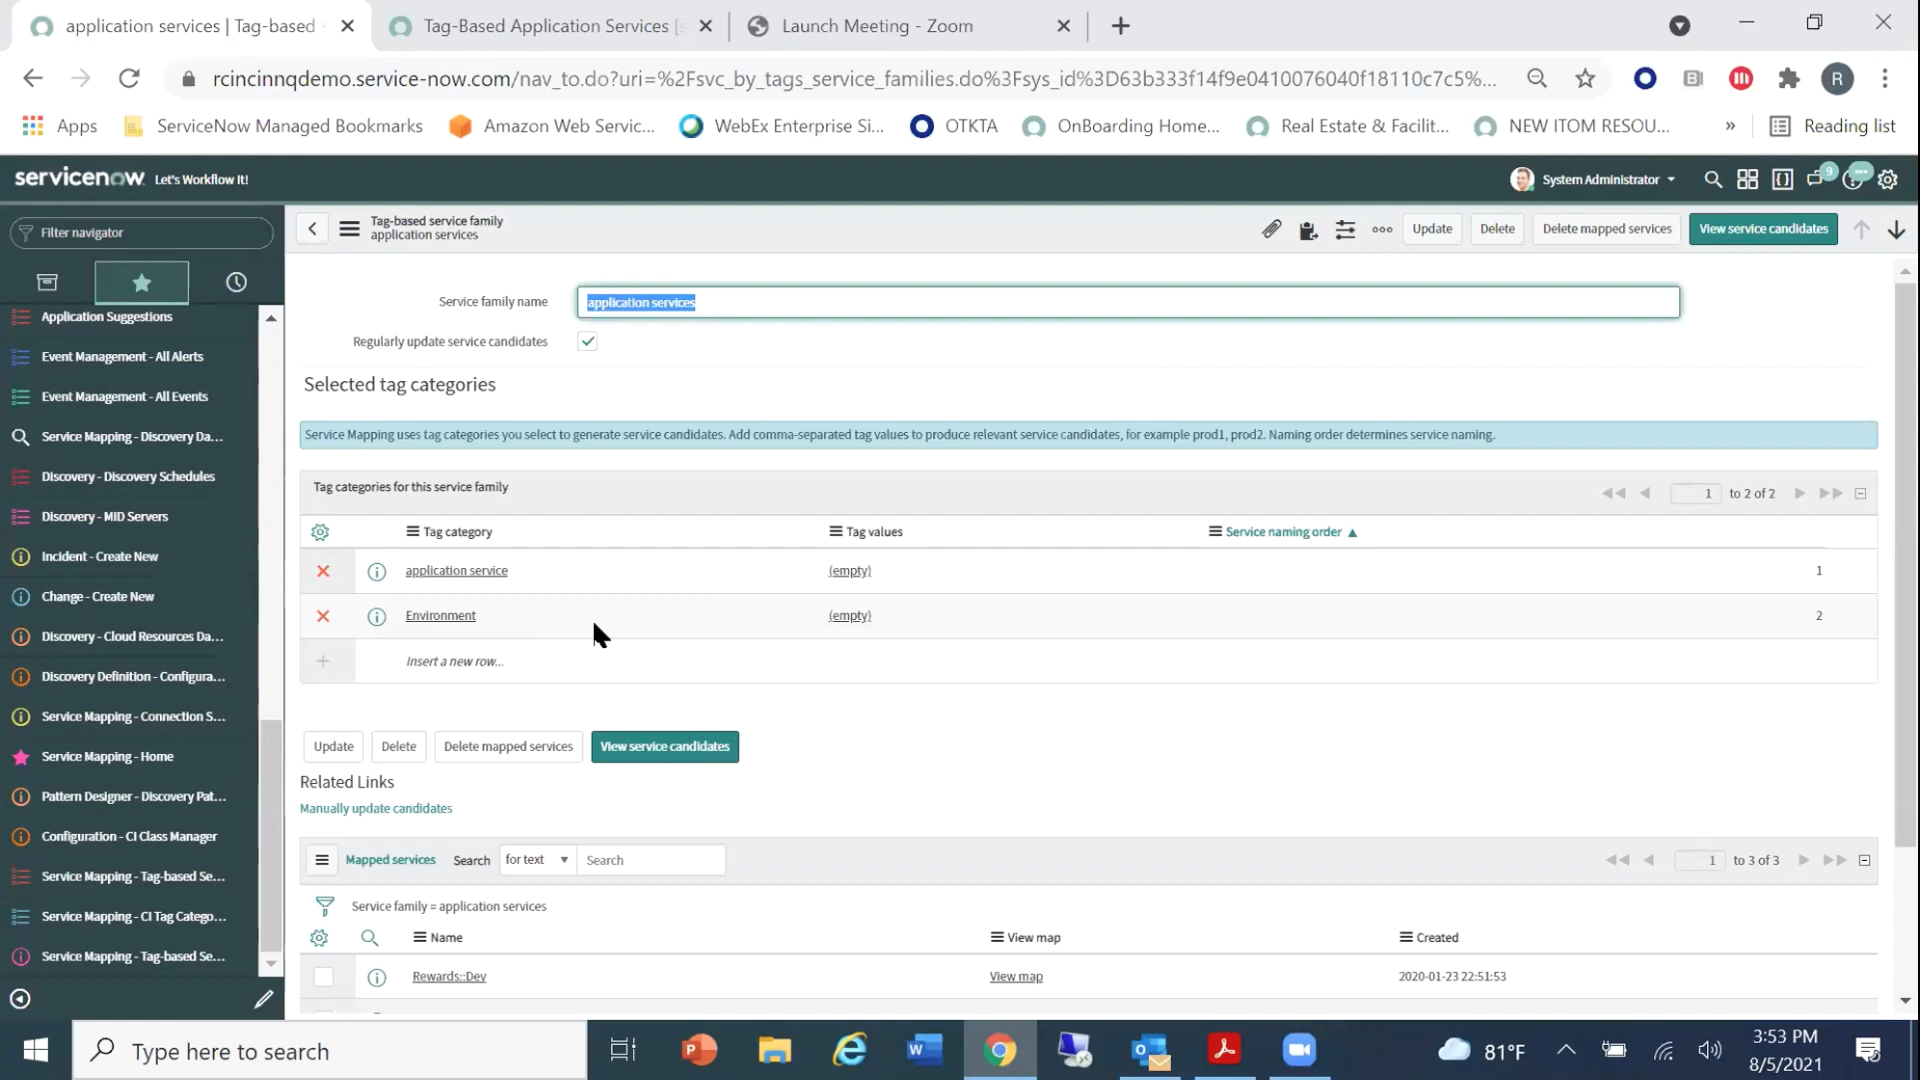 application services | Tag-based s
Tag-Based Application Services [s
Launch Meeting - Zoom
rcincinnqdemo.service-now.com/nav_to.do?uri=%2Fsvc_by_tags_service_families.do%3Fsys_id%3D63b333f14f9e0410076040f18110c7c5%...
R
Apps
ServiceNow Managed Bookmarks
Amazon Web Servic...
WebEx Enterprise Si...
OTKTA
OnBoarding Home...
Real Estate & Facilit...
NEW ITOM RESOU...
»
Reading list
servicenow Let's Workflow It!
System Administrator
9
Filter navigator
Tag-based service family
application services
Update
Delete
Delete mapped services
View service candidates
Application Suggestions
Event Management - All Alerts
Event Management - All Events
Service Mapping - Discovery Da...
Discovery - Discovery Schedules
Discovery - MID Servers
Incident - Create New
Change - Create New
Discovery - Cloud Resources Da...
Discovery Definition - Configura...
Service Mapping - Connection S...
Service Mapping - Home
Pattern Designer - Discovery Pat...
Configuration - CI Class Manager
Service Mapping - Tag-based Se...
Service Mapping - CI Tag Catego...
Service Mapping - Tag-based Se...
Service family name
application services
Regularly update service candidates
Selected tag categories
Service Mapping uses tag categories you select to generate service candidates. Add comma-separated tag values to produce relevant service candidates, for example prod1, prod2. Naming order determines service naming.
Tag categories for this service family
1 to 2 of 2
Tag category
Tag values
Service naming order
application service
(empty)
1
Environment
(empty)
2
Insert a new row...
Update
Delete
Delete mapped services
View service candidates
Related Links
Manually update candidates
Mapped services
Search
for text
Search
1 to 3 of 3
Service family = application services
Name
View map
Created
Rewards::Dev
View map
2020-01-23 22:51:53
Type here to search
81°F
3:53 PM
8/5/2021